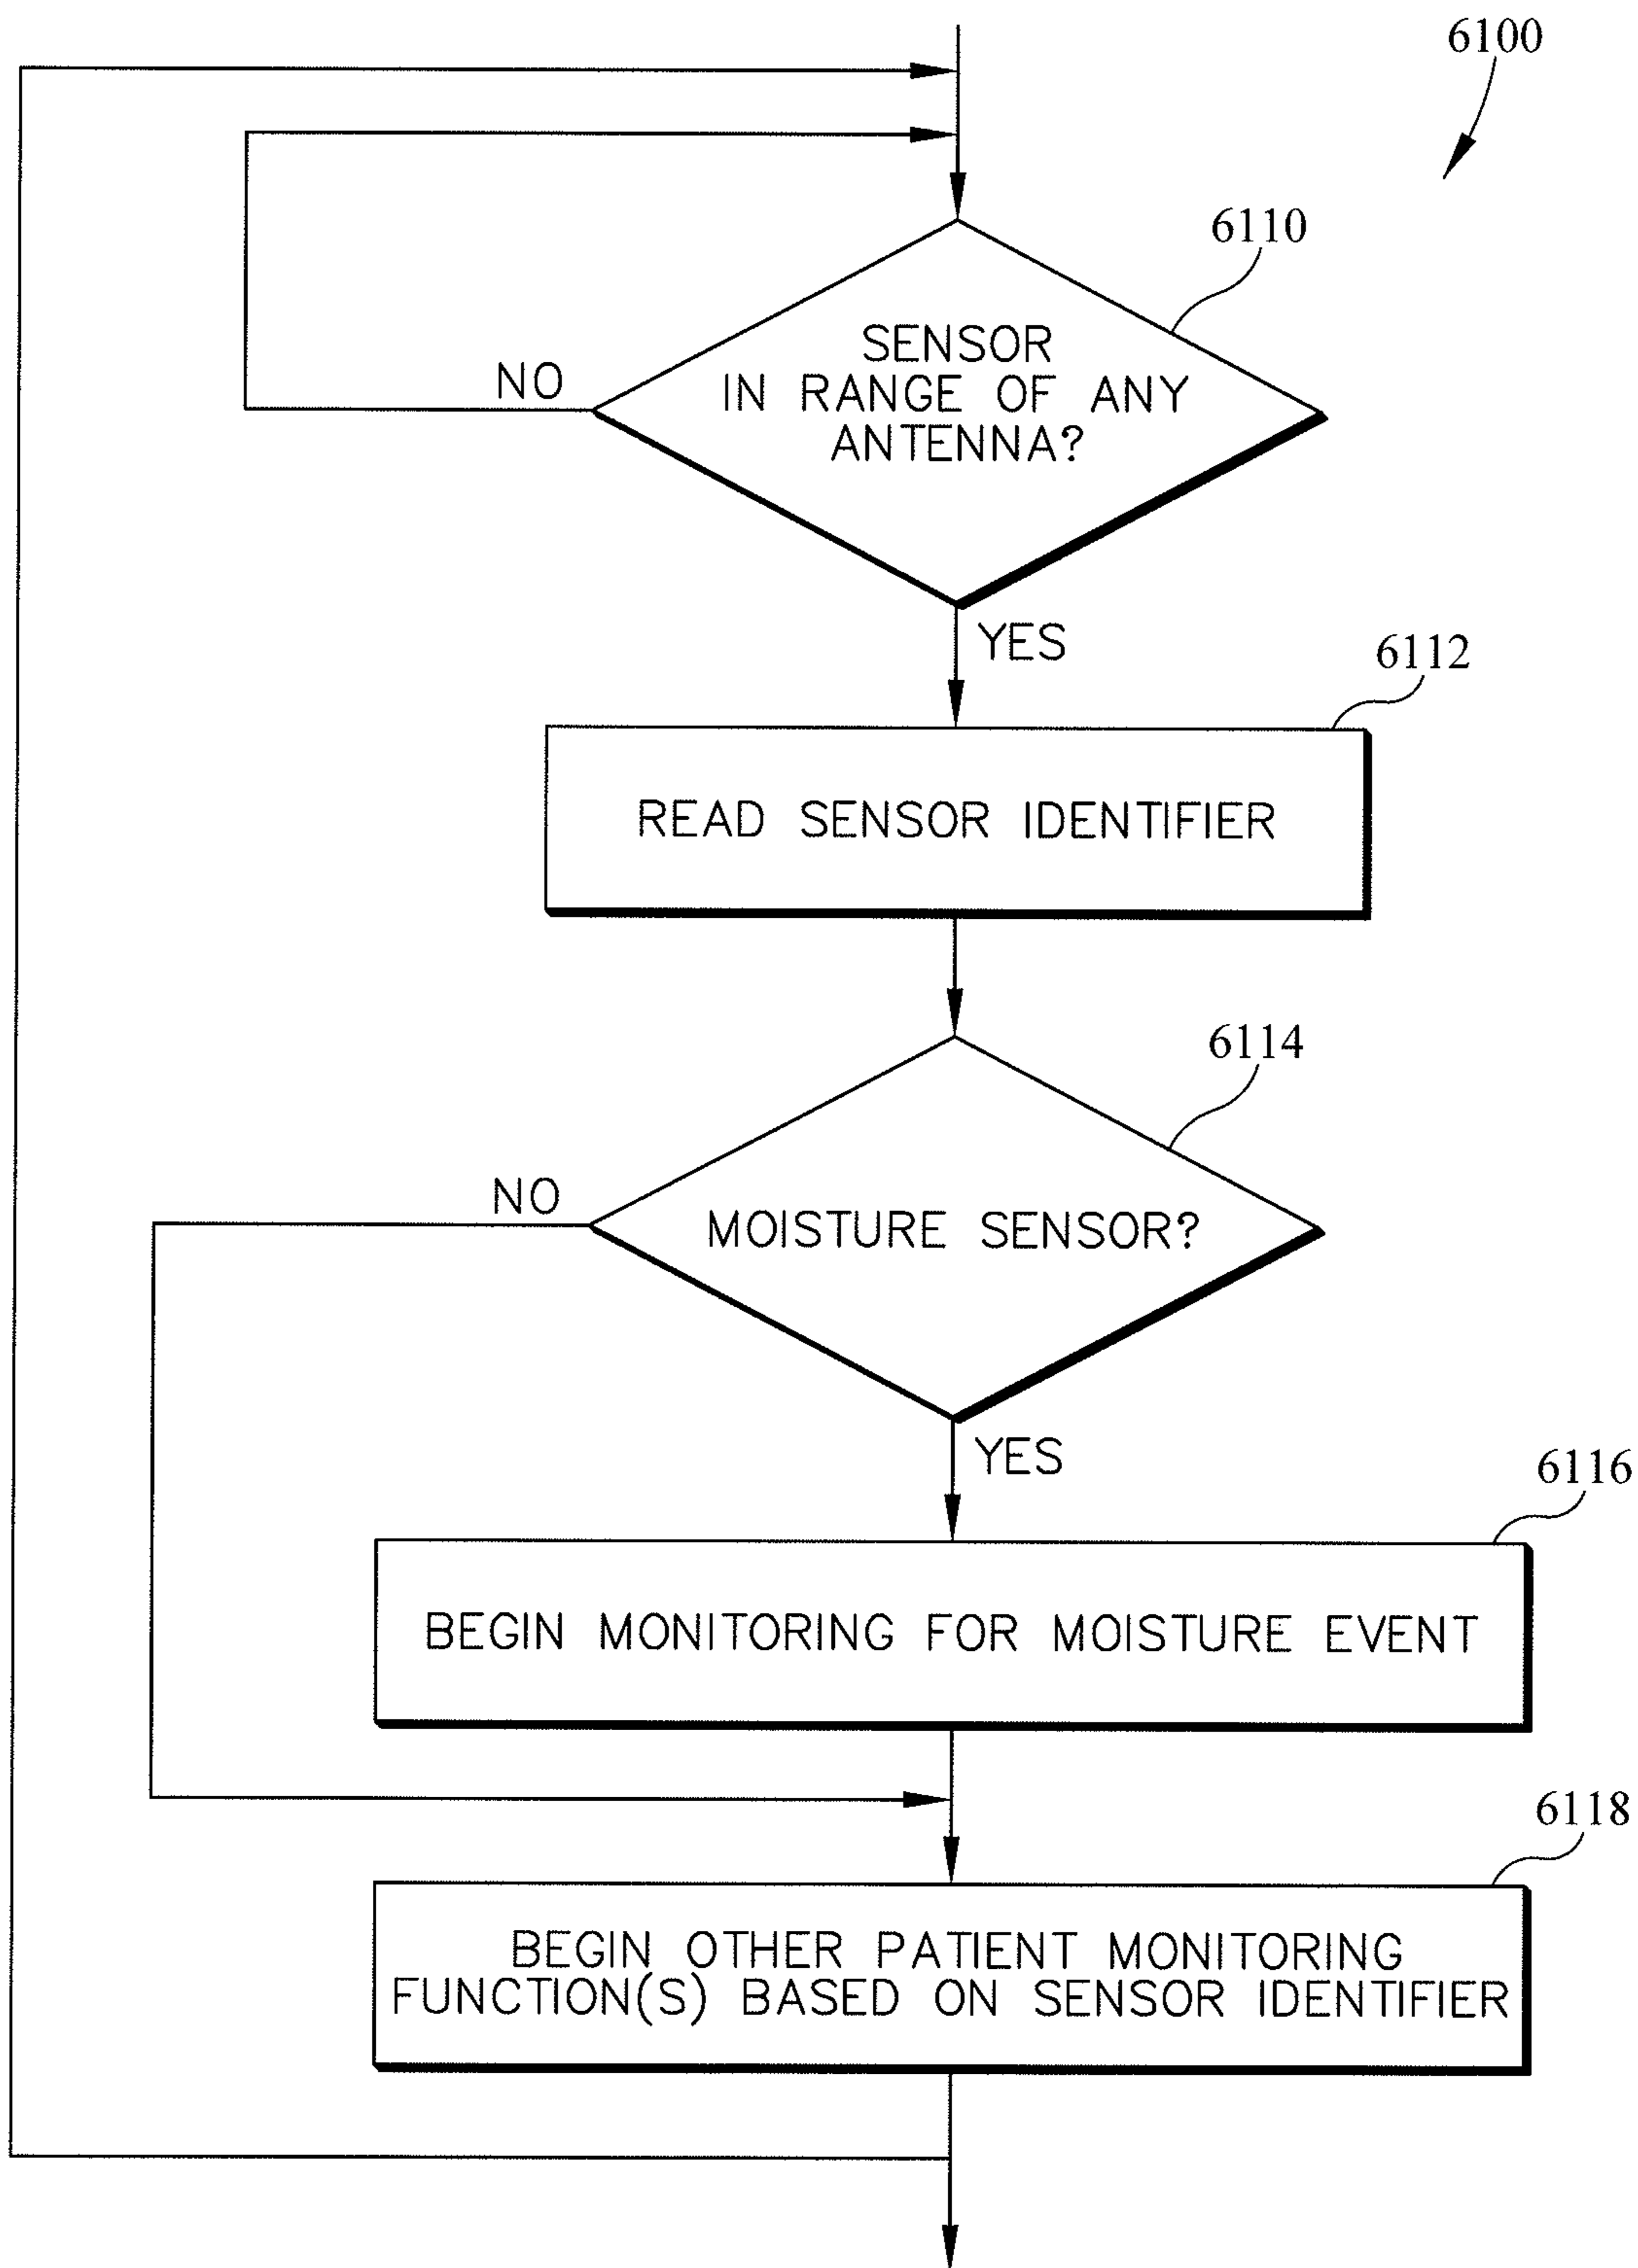 6100
6110
SENSOR
IN RANGE OF ANY
ANTENNA?
NO
YES
6112
READ SENSOR IDENTIFIER
6114
NO
MOISTURE SENSOR?
YES
6116
BEGIN MONITORING FOR MOISTURE EVENT
6118
BEGIN OTHER PATIENT MONITORING
FUNCTION(S) BASED ON SENSOR IDENTIFIER